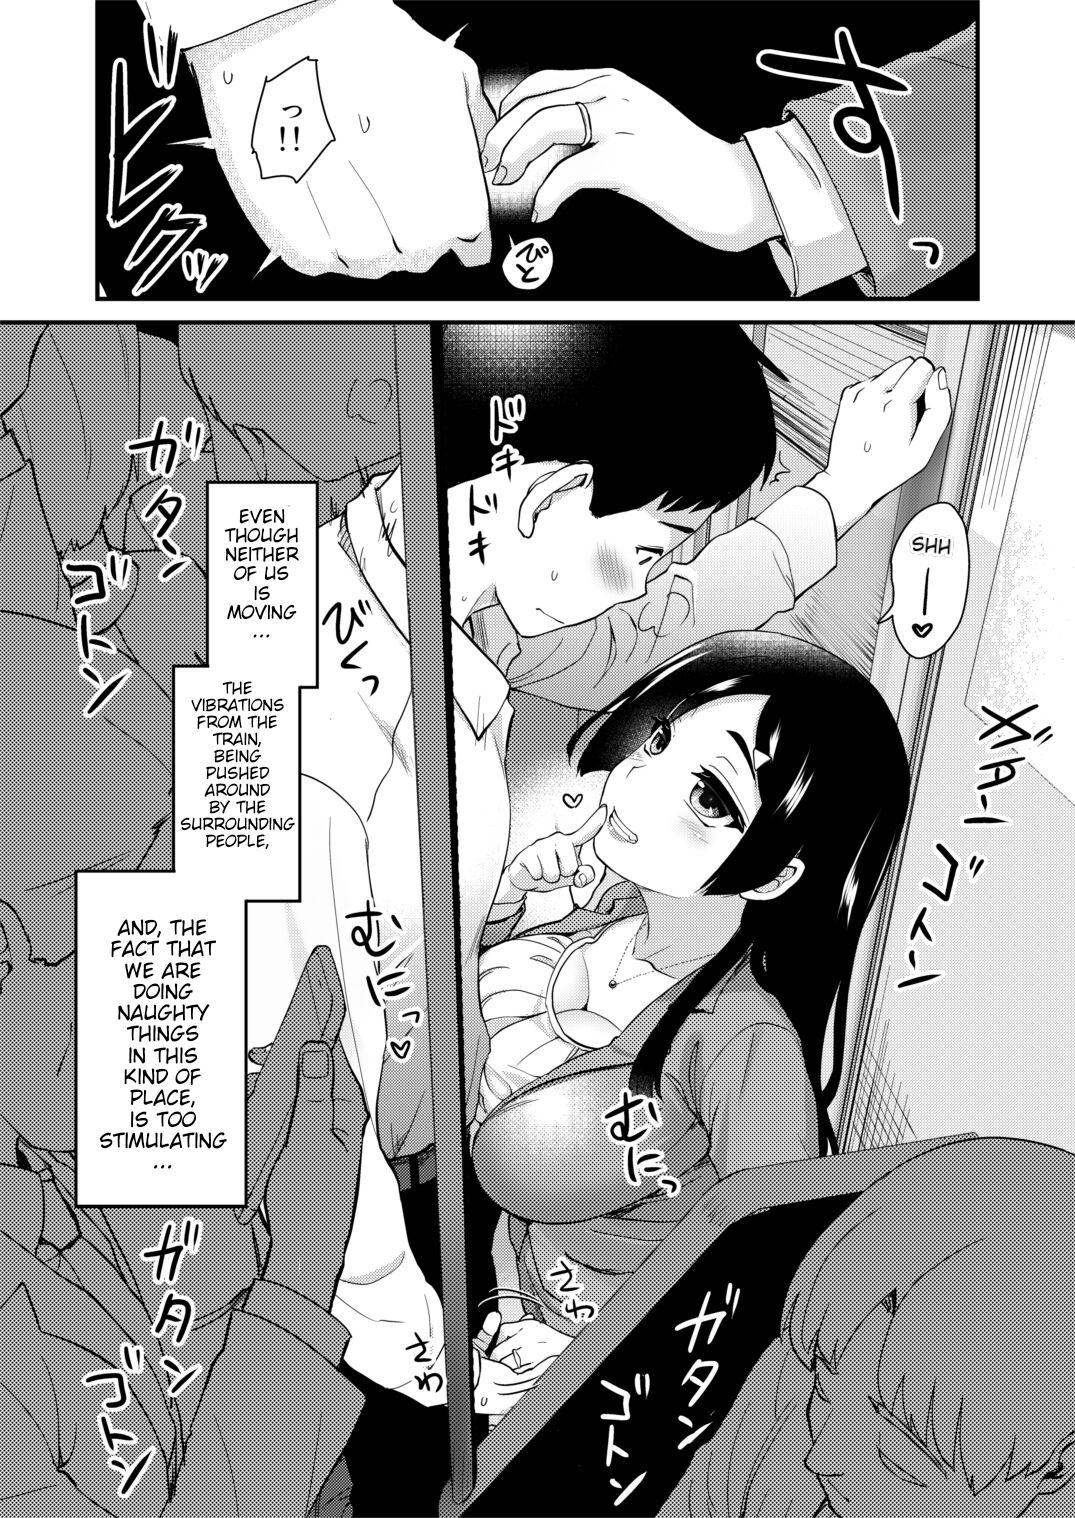 すっ
っ!!
ぴと
ビクッ
SHH
ー
♡
ドキ
ドキ
びくっ
ガタン
ゴトン
EVEN
THOUGH
NEITHER
OF US
IS
MOVING
...
THE
VIBRATIONS
FROM THE
TRAIN,
BEING
PUSHED
AROUND
BY THE
SURROUNDING
PEOPLE,
AND, THE
FACT THAT
WE ARE
DOING
NAUGHTY
THINGS
IN THIS
KIND OF
PLACE,
IS TOO
STIMULATING
...
ガター
ゴトン
むにっ♡
むにっ
さわ
さわ
ガタン
ゴトン
ガタン
ゴトン